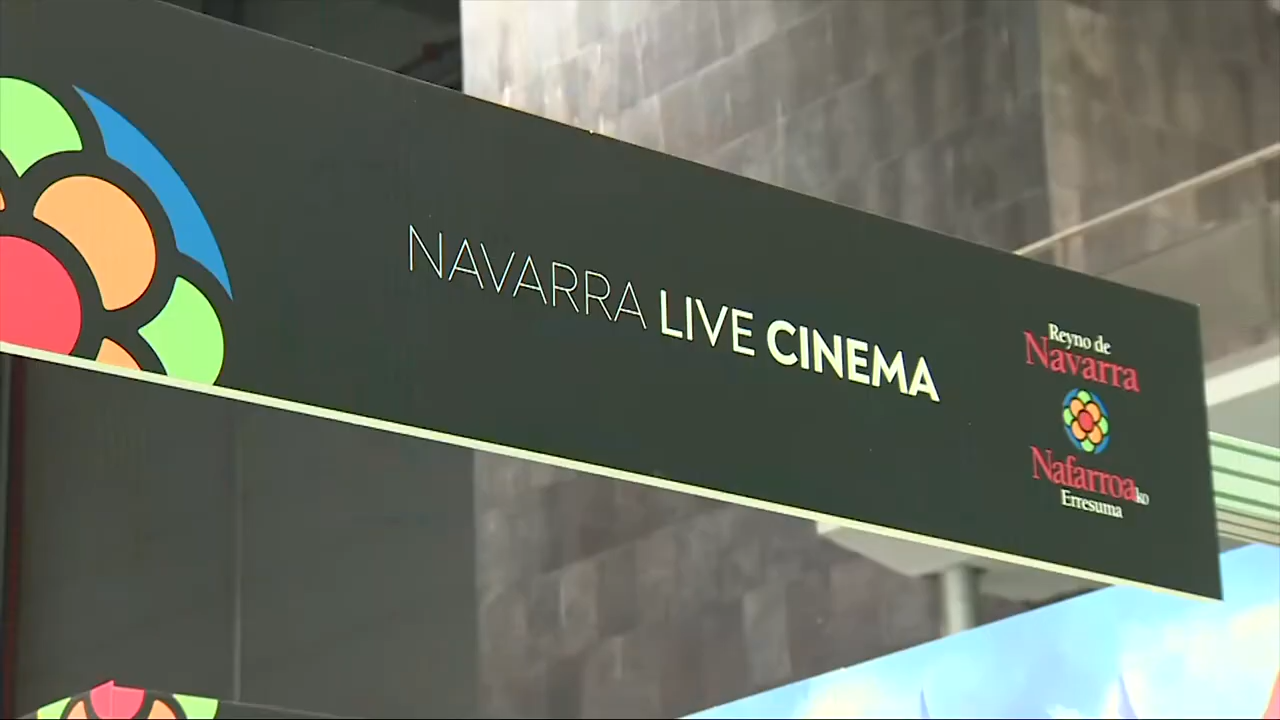 NAVARRA LIVE CINEMA
Reyno de
Navarra
Nafarroako
Erresuma